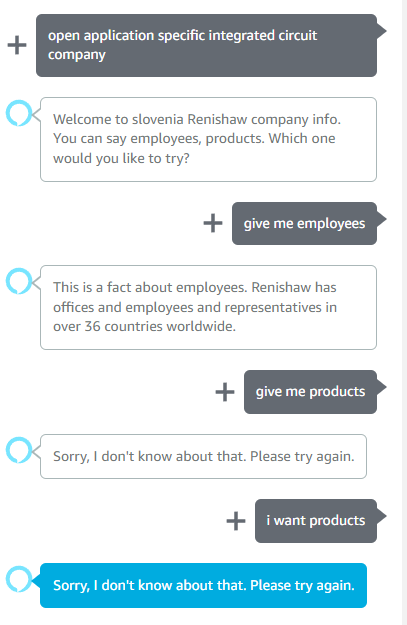 open application specific integrated circuit
company
Welcome to slovenia Renishaw company info.
You can say employees, products. Which one
would you like to try?
give me employees
This is a fact about employees. Renishaw has
offices and employees and representatives in
over 36 countries worldwide.
give me products
Sorry, I don't know about that. Please try again.
i want products
Sorry, I don't know about that. Please try again.